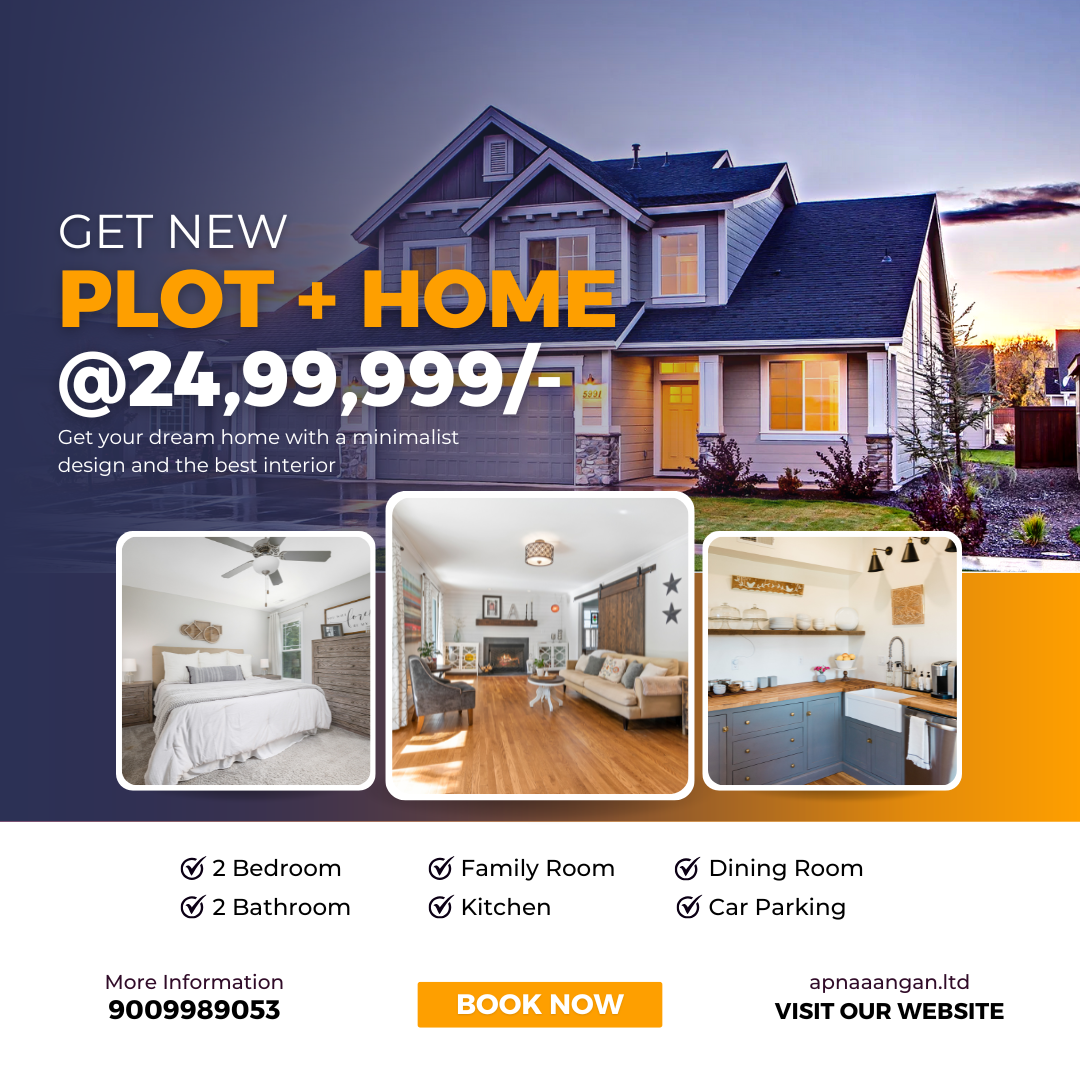 GET NEW
PLOT + HOME
@24,99,999/-
Get your dream home with a minimalist
design and the best interior
2 Bedroom
Family Room
Dining Room
2 Bathroom
Kitchen
Car Parking
More Information
9009989053
BOOK NOW
apnaaangan.ltd
VISIT OUR WEBSITE